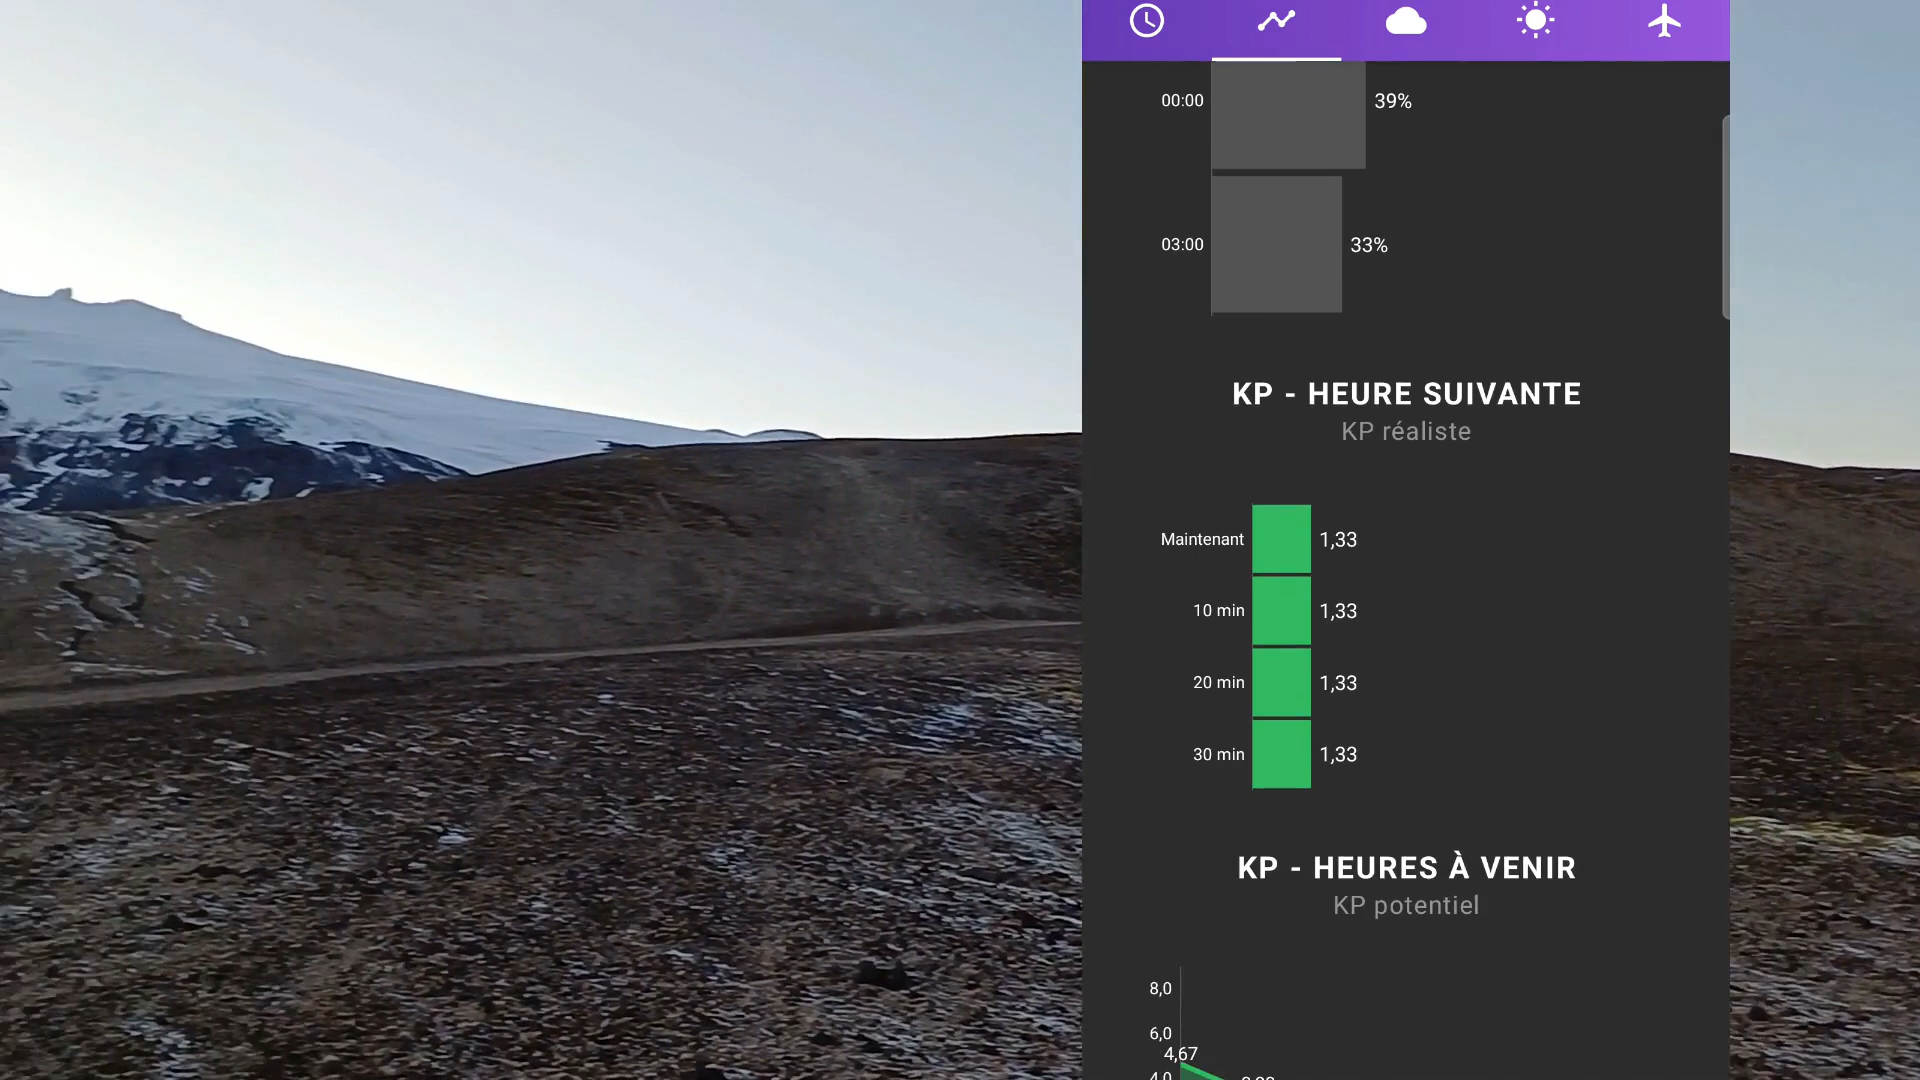 00:00 39%
03:00 33%
KP - HEURE SUIVANTE
KP réaliste
Maintenant 1,33
10 min 1,33
20 min 1,33
30 min 1,33
KP - HEURES À VENIR
KP potentiel
8,0
6,0
4,67